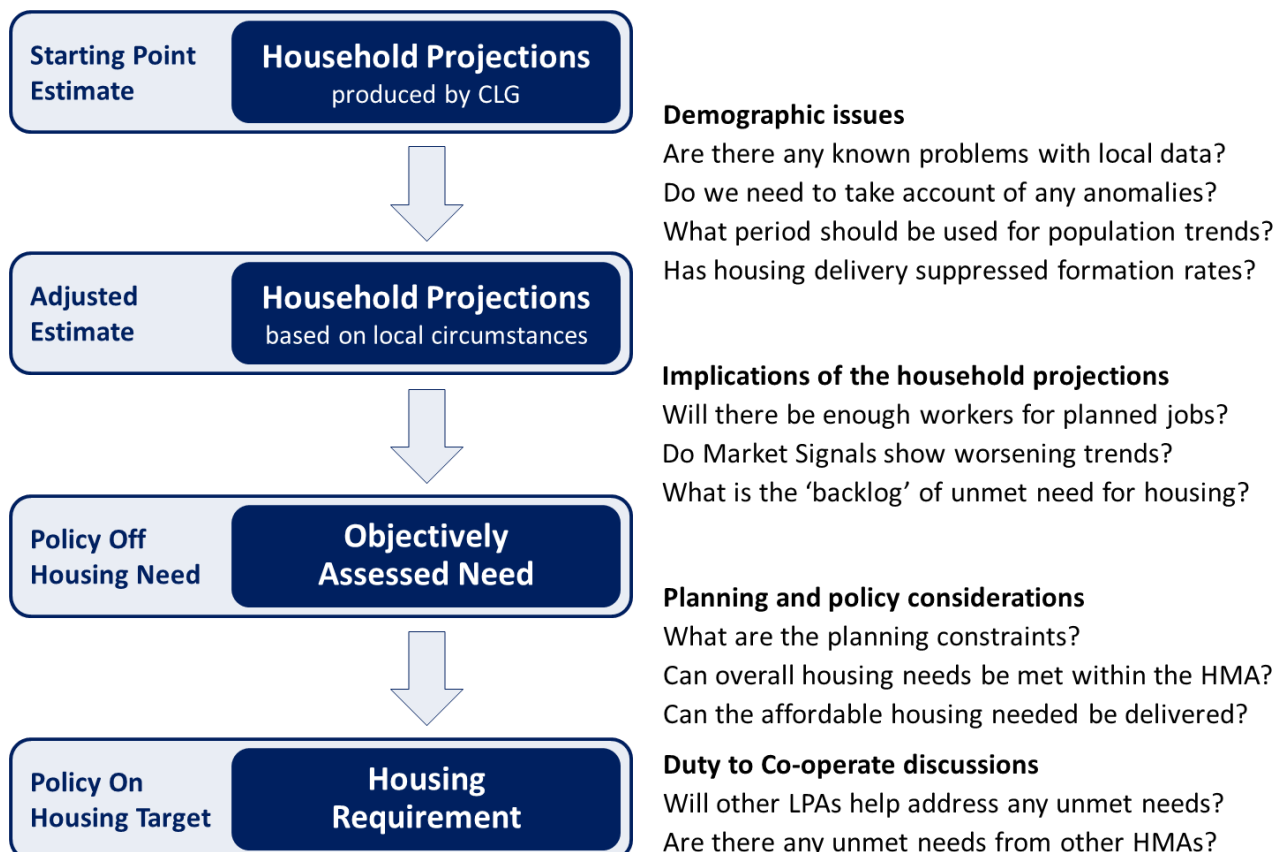 Starting Point
Estimate
Household Projections
produced by CLG
Demographic issues
Are there any known problems with local data?
Do we need to take account of any anomalies?
What period should be used for population trends?
Has housing delivery suppressed formation rates?
Adjusted
Estimate
Household Projections
based on local circumstances
Implications of the household projections
Will there be enough workers for planned jobs?
Do Market Signals show worsening trends?
What is the ‘backlog’ of unmet need for housing?
Policy Off
Housing Need
Objectively
Assessed Need
Planning and policy considerations
What are the planning constraints?
Can overall housing needs be met within the HMA?
Can the affordable housing needed be delivered?
Policy On
Housing Target
Housing
Requirement
Duty to Co-operate discussions
Will other LPAs help address any unmet needs?
Are there any unmet needs from other HMAs?